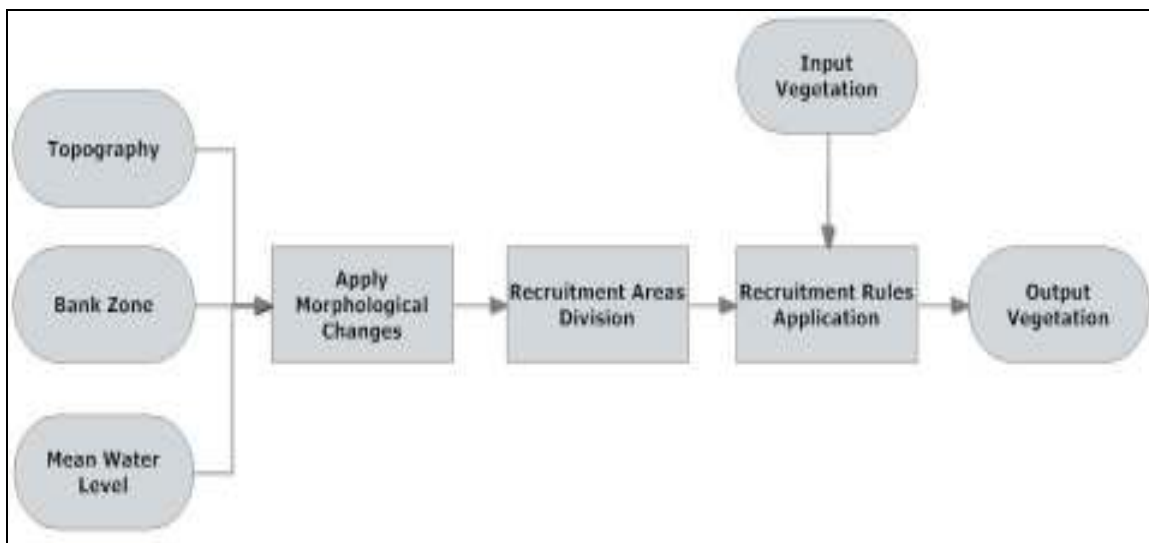 Input
Vegetation
Topography
Bank Zone
Apply
Morphological
Changes
Recruitment Areas
Division
Recruitment Rules
Application
Output
Vegetation
Mean Water
Level